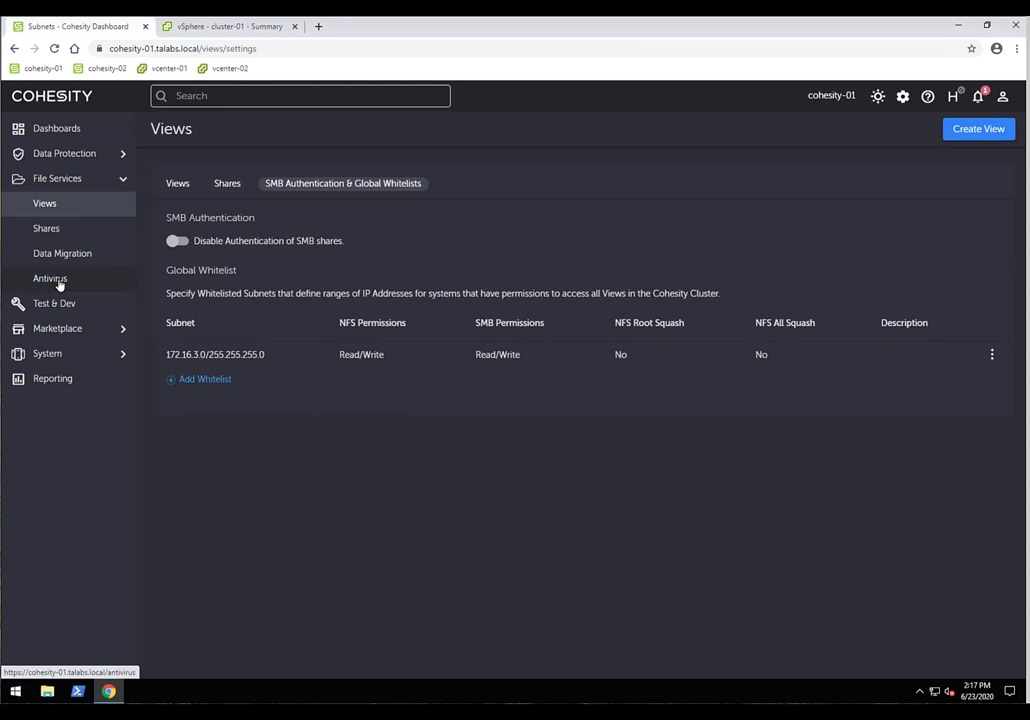 Subnets - Cohesity Dashboard
vSphere - cluster-01 - Summary
cohesity-01.talabs.local/views/settings
cohesity-01 cohesity-02 vcenter-01 vcenter-02
COHESITY
Search
cohesity-01
H
1
Dashboards
Data Protection
File Services
Views
Shares
Data Migration
Antivirus
Test & Dev
Marketplace
System
Reporting
Views
Create View
Views Shares SMB Authentication & Global Whitelists
SMB Authentication
Disable Authentication of SMB shares.
Global Whitelist
Specify Whitelisted Subnets that define ranges of IP Addresses for systems that have permissions to access all Views in the Cohesity Cluster.
Subnet NFS Permissions SMB Permissions NFS Root Squash NFS All Squash Description
172.16.3.0/255.255.255.0 Read/Write Read/Write No No
Add Whitelist
https://cohesity-01.talabs.local/antivirus
2:17 PM
6/23/2020